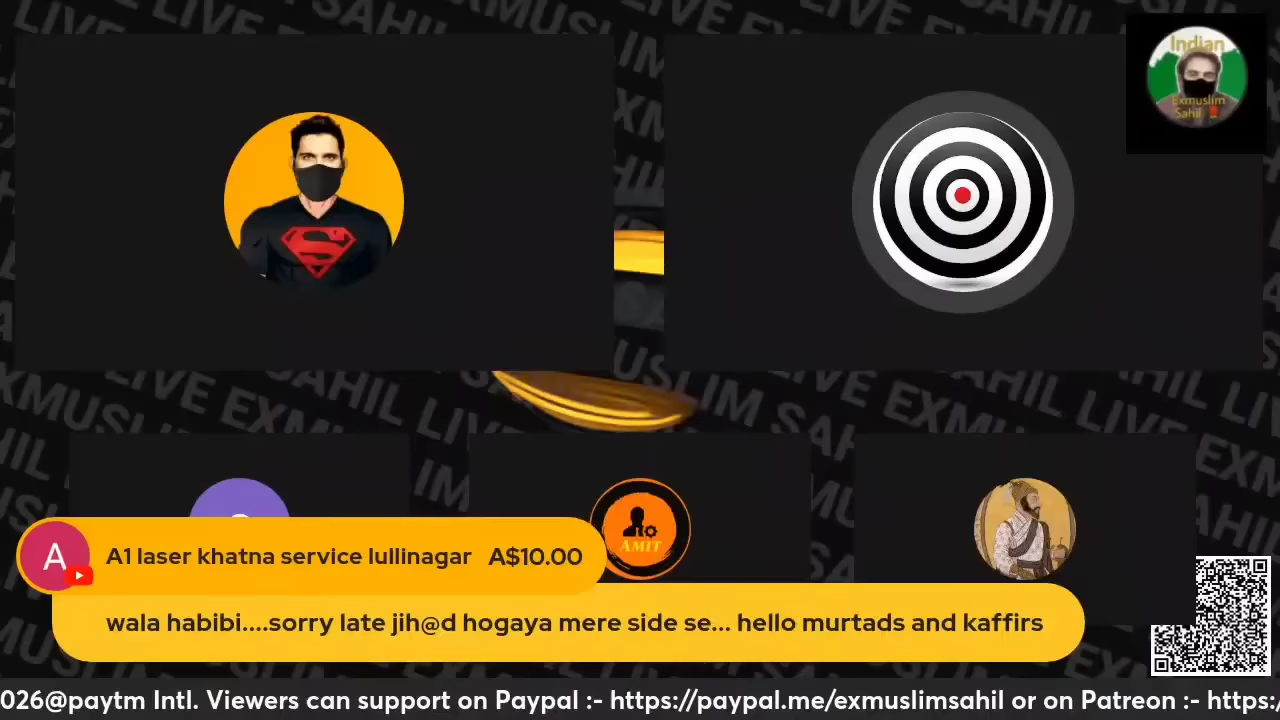 Indian
Exmuslim
Sahil
AMIT
A
A1 laser khatna service lullinagar A$10.00
wala habibi....sorry late jih@d hogaya mere side se... hello murtads and kaffirs
026@paytm Intl. Viewers can support on Paypal :- https://paypal.me/exmuslimsahil or on Patreon :- https:/